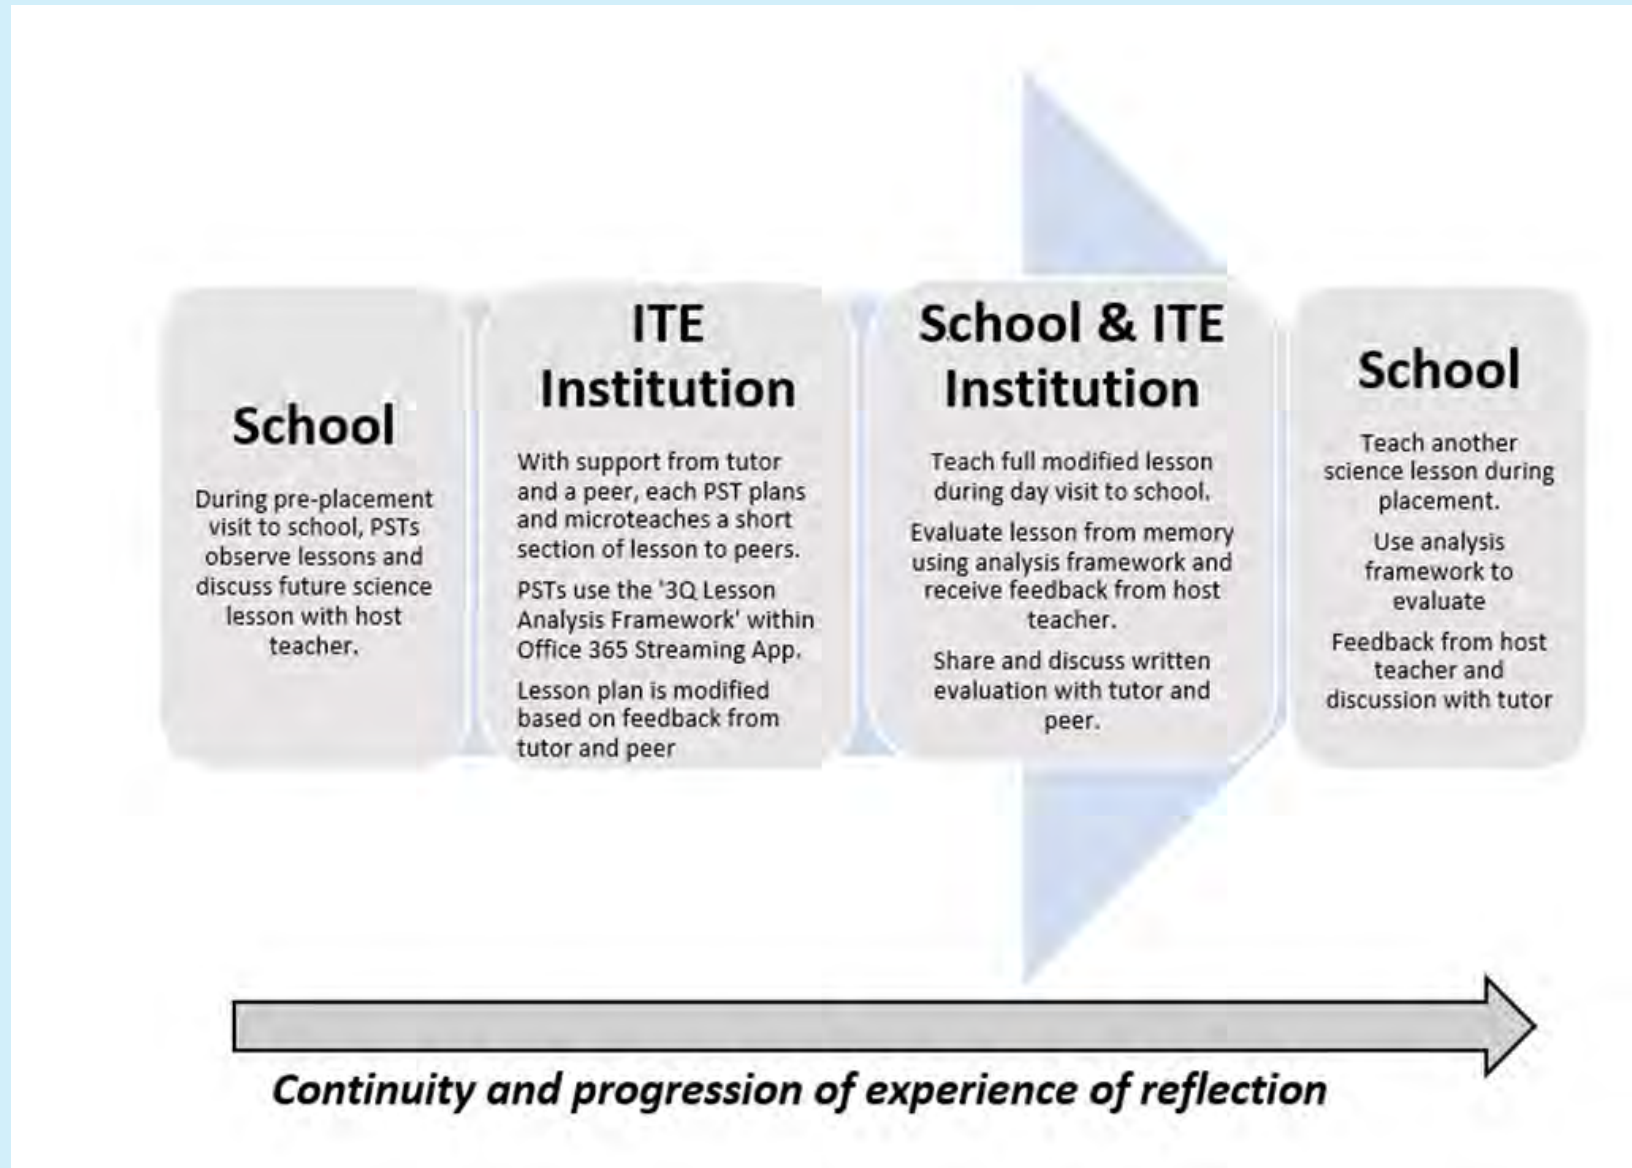 School
During pre-placement
visit to school, PSTs
observe lessons and
discuss future science
lesson with host
teacher.
ITE
Institution
With support from tutor
and a peer, each PST plans
and microteaches a short
section of lesson to peers.
PSTs use the '3Q Lesson
Analysis Framework' within
Office 365 Streaming App.
Lesson plan is modified
based on feedback from
tutor and peer
School & ITE
Institution
Teach full modified lesson
during day visit to school.
Evaluate lesson from memory
using analysis framework and
receive feedback from host
teacher.
Share and discuss written
evaluation with tutor and
peer.
School
Teach another
science lesson during
placement.
Use analysis
framework to
evaluate
Feedback from host
teacher and
discussion with tutor
Continuity and progression of experience of reflection